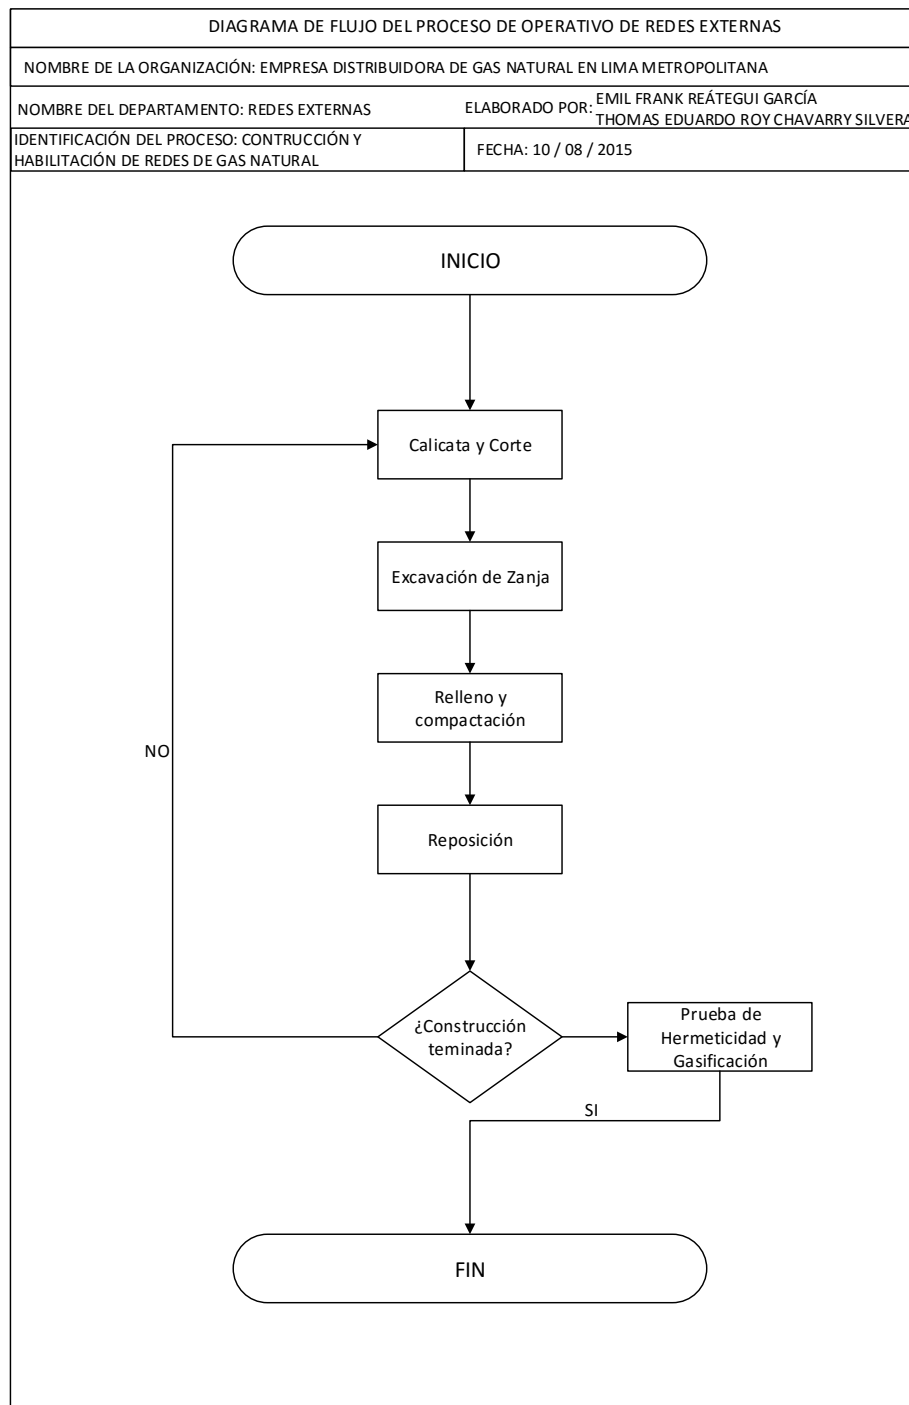 DIAGRAMA DE FLUJO DEL PROCESO DE OPERATIVO DE REDES EXTERNAS
NOMBRE DE LA ORGANIZACIÓN: EMPRESA DISTRIBUIDORA DE GAS NATURAL EN LIMA METROPOLITANA
NOMBRE DEL DEPARTAMENTO: REDES EXTERNAS
ELABORADO POR: EMIL FRANK REÁTEGUI GARCÍA
THOMAS EDUARDO ROY CHAVARRY SILVERA
IDENTIFICACIÓN DEL PROCESO: CONTRUCCIÓN Y
HABILITACIÓN DE REDES DE GAS NATURAL
FECHA: 10 / 08 / 2015
INICIO
Calicata y Corte
Excavación de Zanja
Relleno y
compactación
NO
Reposición
¿Construcción
teminada?
Prueba de
Hermeticidad y
Gasificación
SI
FIN